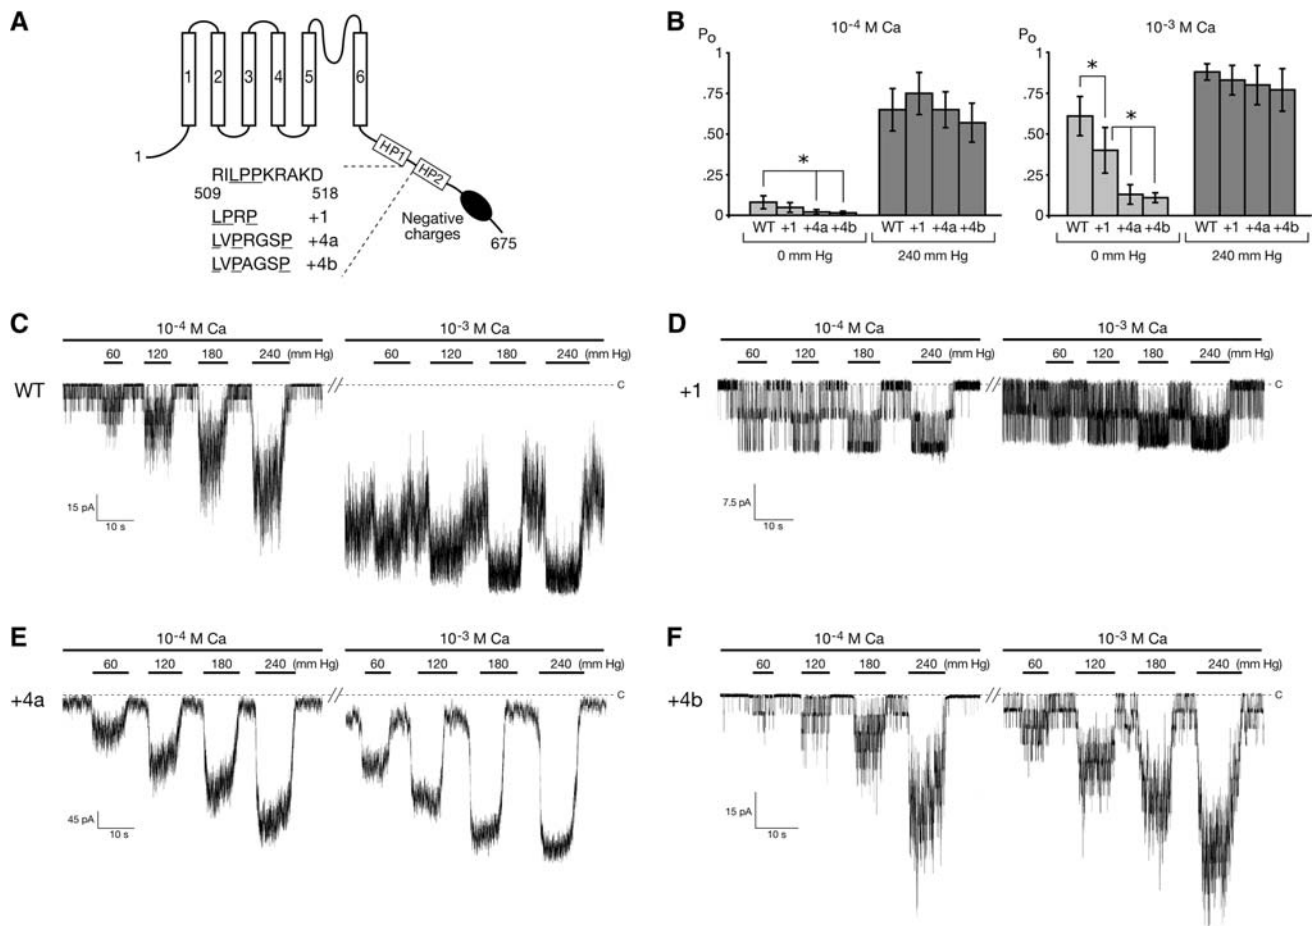 A
1 2 3 4 5 6
1
HP1
HP2
RILPPKRAKD
509 518
LPRP +1
LVPRGSP +4a
LVPAGSP +4b
Negative
charges
675
B
10-4 M Ca
Po
1
.75
.50
.25
0
*
WT +1 +4a +4b WT +1 +4a +4b
0 mm Hg 240 mm Hg
10-3 M Ca
Po
1
.75
.50
.25
0
* *
WT +1 +4a +4b WT +1 +4a +4b
0 mm Hg 240 mm Hg
C
10-4 M Ca 10-3 M Ca
60 120 180 240 (mm Hg) 60 120 180 240 (mm Hg)
WT
c
15 pA
10 s
D
10-4 M Ca 10-3 M Ca
60 120 180 240 (mm Hg) 60 120 180 240 (mm Hg)
+1
c
7.5 pA
10 s
E
10-4 M Ca 10-3 M Ca
60 120 180 240 (mm Hg) 60 120 180 240 (mm Hg)
+4a
c
45 pA
10 s
F
10-4 M Ca 10-3 M Ca
60 120 180 240 (mm Hg) 60 120 180 240 (mm Hg)
+4b
c
15 pA
10 s